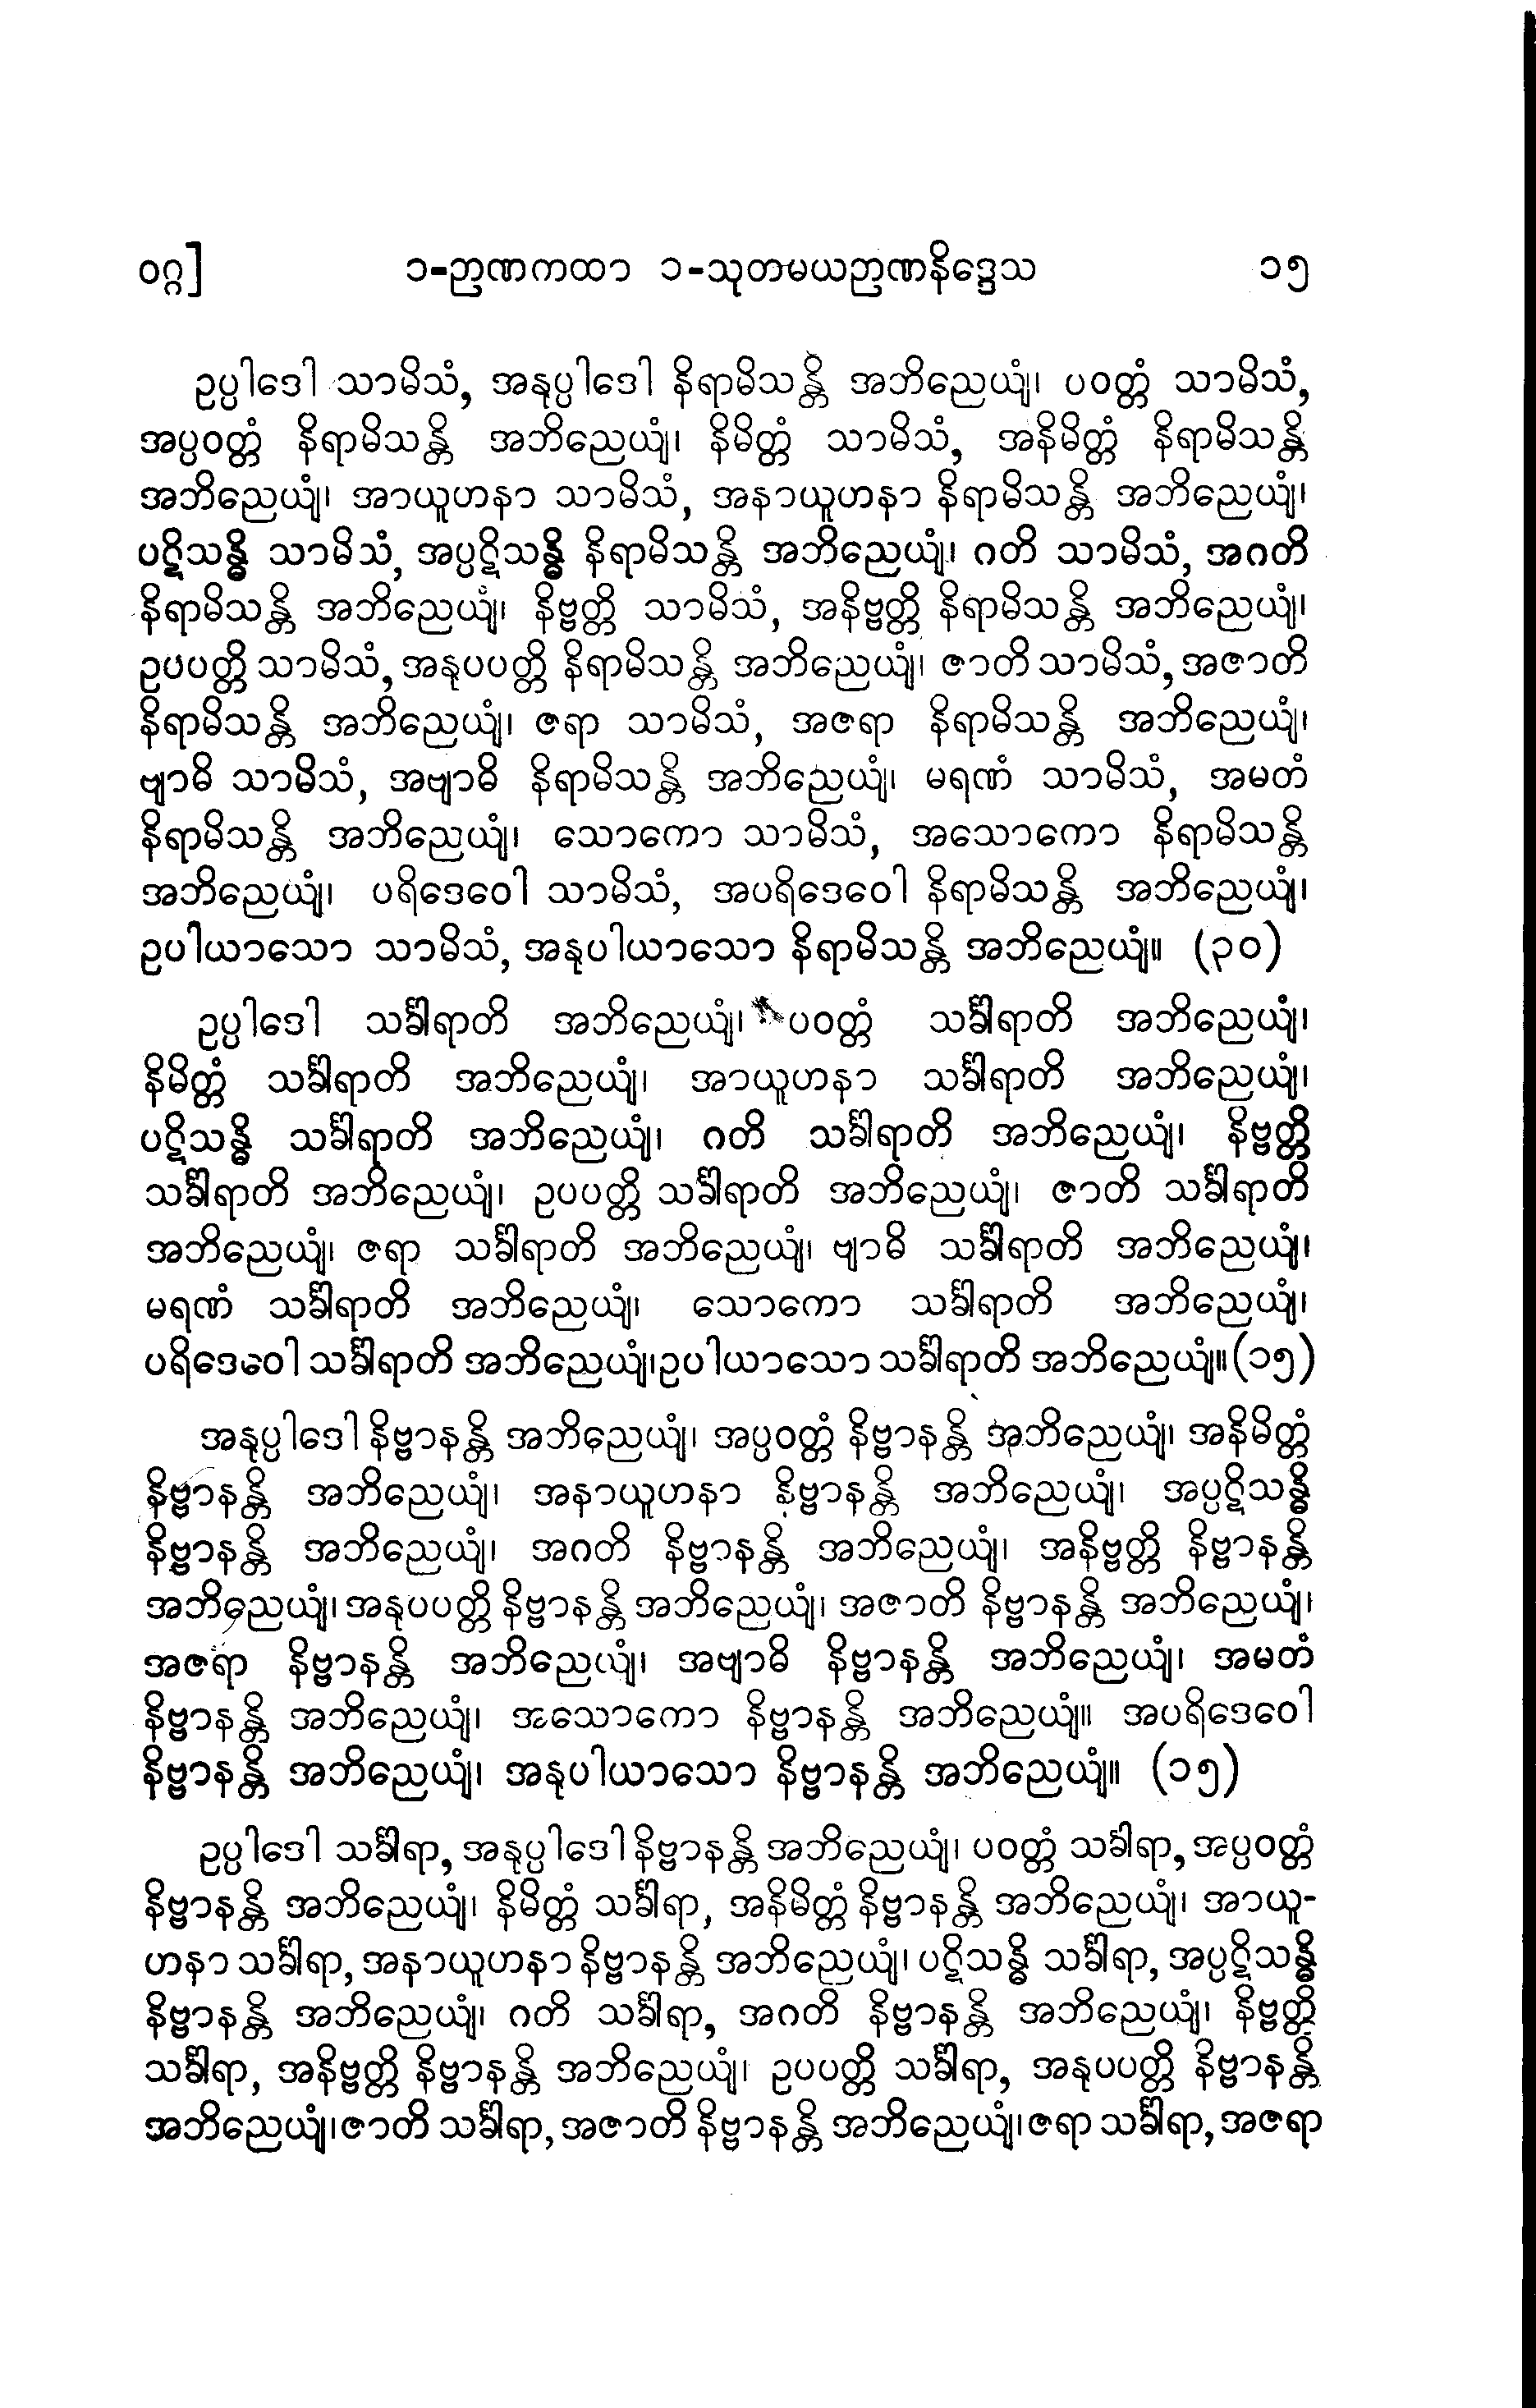 ဝဂ္ဂ] ၁-ဉာဏကထာ ၁-သုတမယဉာဏနိဒ္ဒေသ ၁၅
ဥပ္ပါဒေါ သာမိသံ, အနုပ္ပါဒေါ နိရာမိသန္တိ အဘိညေယျံ၊ ပဝတ္တံ သာမိသံ,
အပ္ပဝတ္တံ နိရာမိသန္တိ အဘိညေယျံ၊ နိမိတ္တံ သာမိသံ, အနိမိတ္တံ နိရာမိသန္တိ
အဘိညေယျံ၊ အာယူဟနာ သာမိသံ, အနာယူဟနာ နိရာမိသန္တိ အဘိညေယျံ၊
ပဋိသန္ဓိ သာမိသံ, အပ္ပဋိသန္ဓိ နိရာမိသန္တိ အဘိညေယျံ၊ ဂတိ သာမိသံ, အဂတိ
နိရာမိသန္တိ အဘိညေယျံ၊ နိဗ္ဗတ္တိ သာမိသံ, အနိဗ္ဗတ္တိ နိရာမိသန္တိ အဘိညေယျံ၊
ဥပပတ္တိ သာမိသံ, အနုပပတ္တိ နိရာမိသန္တိ အဘိညေယျံ၊ ဇာတိ သာမိသံ, အဇာတိ
နိရာမိသန္တိ အဘိညေယျံ၊ ဇရာ သာမိသံ, အဇရာ နိရာမိသန္တိ အဘိညေယျံ၊
ဗျာဓိ သာမိသံ, အဗျာဓိ နိရာမိသန္တိ အဘိညေယျံ၊ မရဏံ သာမိသံ, အမတံ
နိရာမိသန္တိ အဘိညေယျံ၊ သောကော သာမိသံ, အသောကော နိရာမိသန္တိ
အဘိညေယျံ၊ ပရိဒေဝေါ သာမိသံ, အပရိဒေဝေါ နိရာမိသန္တိ အဘိညေယျံ၊
ဥပါယာသော သာမိသံ, အနုပါယာသော နိရာမိသန္တိ အဘိညေယျံ။ (၃၀)
ဥပ္ပါဒေါ သင်္ခါရာတိ အဘိညေယျံ၊ ပဝတ္တံ သင်္ခါရာတိ အဘိညေယျံ၊
နိမိတ္တံ သင်္ခါရာတိ အဘိညေယျံ၊ အာယူဟနာ သင်္ခါရာတိ အဘိညေယျံ၊
ပဋိသန္ဓိ သင်္ခါရာတိ အဘိညေယျံ၊ ဂတိ သင်္ခါရာတိ အဘိညေယျံ၊ နိဗ္ဗတ္တိ
သင်္ခါရာတိ အဘိညေယျံ၊ ဥပပတ္တိ သင်္ခါရာတိ အဘိညေယျံ၊ ဇာတိ သင်္ခါရာတိ
အဘိညေယျံ၊ ဇရာ သင်္ခါရာတိ အဘိညေယျံ၊ ဗျာဓိ သင်္ခါရာတိ အဘိညေယျံ၊
မရဏံ သင်္ခါရာတိ အဘိညေယျံ၊ သောကော သင်္ခါရာတိ အဘိညေယျံ၊
ပရိဒေဝေါ သင်္ခါရာတိ အဘိညေယျံ၊ ဥပါယာသော သင်္ခါရာတိ အဘိညေယျံ။ (၁၅)
အနုပ္ပါဒေါ နိဗ္ဗာနန္တိ အဘိညေယျံ၊ အပ္ပဝတ္တံ နိဗ္ဗာနန္တိ အဘိညေယျံ၊ အနိမိတ္တံ
နိဗ္ဗာနန္တိ အဘိညေယျံ၊ အနာယူဟနာ နိဗ္ဗာနန္တိ အဘိညေယျံ၊ အပ္ပဋိသန္ဓိ
နိဗ္ဗာနန္တိ အဘိညေယျံ၊ အဂတိ နိဗ္ဗာနန္တိ အဘိညေယျံ၊ အနိဗ္ဗတ္တိ နိဗ္ဗာနန္တိ
အဘိညေယျံ၊ အနုပပတ္တိ နိဗ္ဗာနန္တိ အဘိညေယျံ၊ အဇာတိ နိဗ္ဗာနန္တိ အဘိညေယျံ၊
အဇရာ နိဗ္ဗာနန္တိ အဘိညေယျံ၊ အဗျာဓိ နိဗ္ဗာနန္တိ အဘိညေယျံ၊ အမတံ
နိဗ္ဗာနန္တိ အဘိညေယျံ၊ အသောကော နိဗ္ဗာနန္တိ အဘိညေယျံ။ အပရိဒေဝေါ
နိဗ္ဗာနန္တိ အဘိညေယျံ၊ အနုပါယာသော နိဗ္ဗာနန္တိ အဘိညေယျံ။ (၁၅)
ဥပ္ပါဒေါ သင်္ခါရာ, အနုပ္ပါဒေါ နိဗ္ဗာနန္တိ အဘိညေယျံ၊ ပဝတ္တံ သင်္ခါရာ, အပ္ပဝတ္တံ
နိဗ္ဗာနန္တိ အဘိညေယျံ၊ နိမိတ္တံ သင်္ခါရာ, အနိမိတ္တံ နိဗ္ဗာနန္တိ အဘိညေယျံ၊ အာယူ-
ဟနာ သင်္ခါရာ, အနာယူဟနာ နိဗ္ဗာနန္တိ အဘိညေယျံ၊ ပဋိသန္ဓိ သင်္ခါရာ, အပ္ပဋိသန္ဓိ
နိဗ္ဗာနန္တိ အဘိညေယျံ၊ ဂတိ သင်္ခါရာ, အဂတိ နိဗ္ဗာနန္တိ အဘိညေယျံ၊ နိဗ္ဗတ္တိ
သင်္ခါရာ, အနိဗ္ဗတ္တိ နိဗ္ဗာနန္တိ အဘိညေယျံ၊ ဥပပတ္တိ သင်္ခါရာ, အနုပပတ္တိ နိဗ္ဗာနန္တိ
အဘိညေယျံ၊ ဇာတိ သင်္ခါရာ, အဇာတိ နိဗ္ဗာနန္တိ အဘိညေယျံ၊ ဇရာ သင်္ခါရာ, အဇရာ